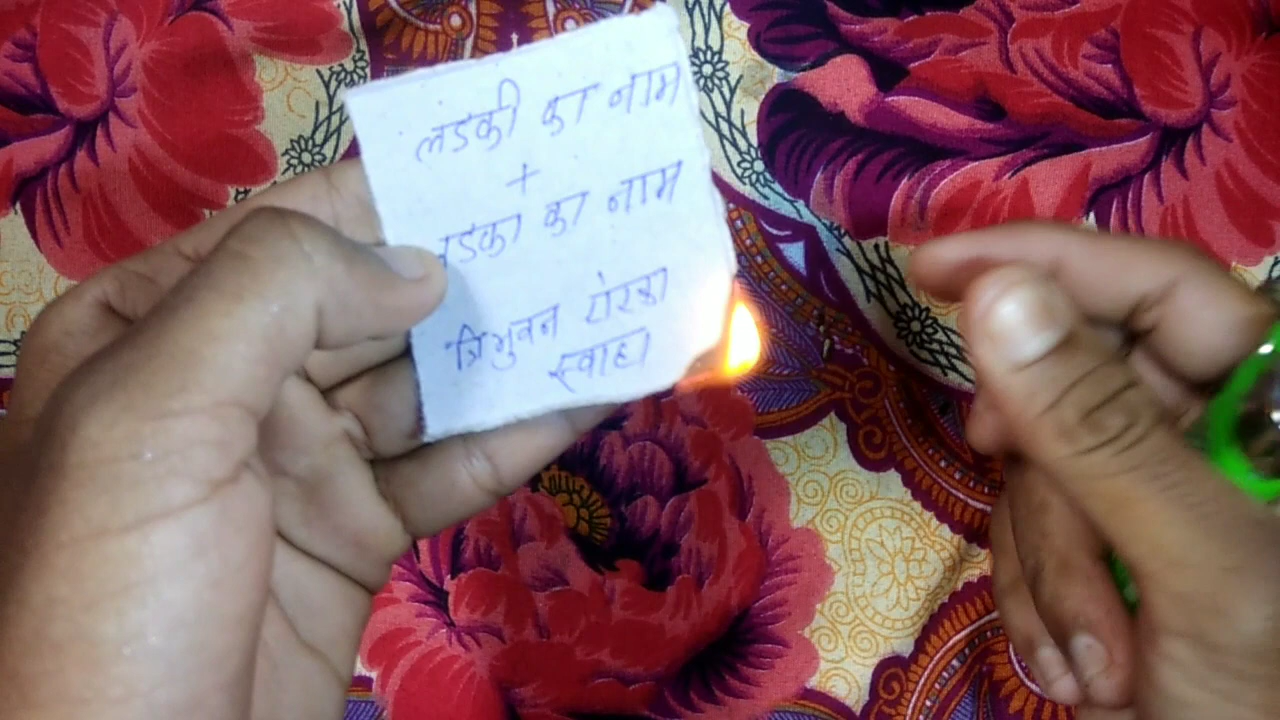 लडकी का नाम
+
लडका का नाम
त्रिभुवन
स्वाहा